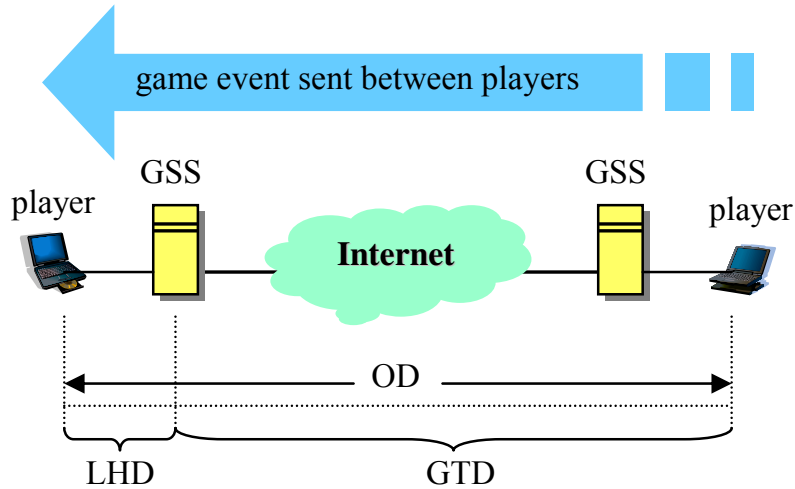 game event sent between players
GSS
GSS
player
player
Internet
OD
LHD
GTD